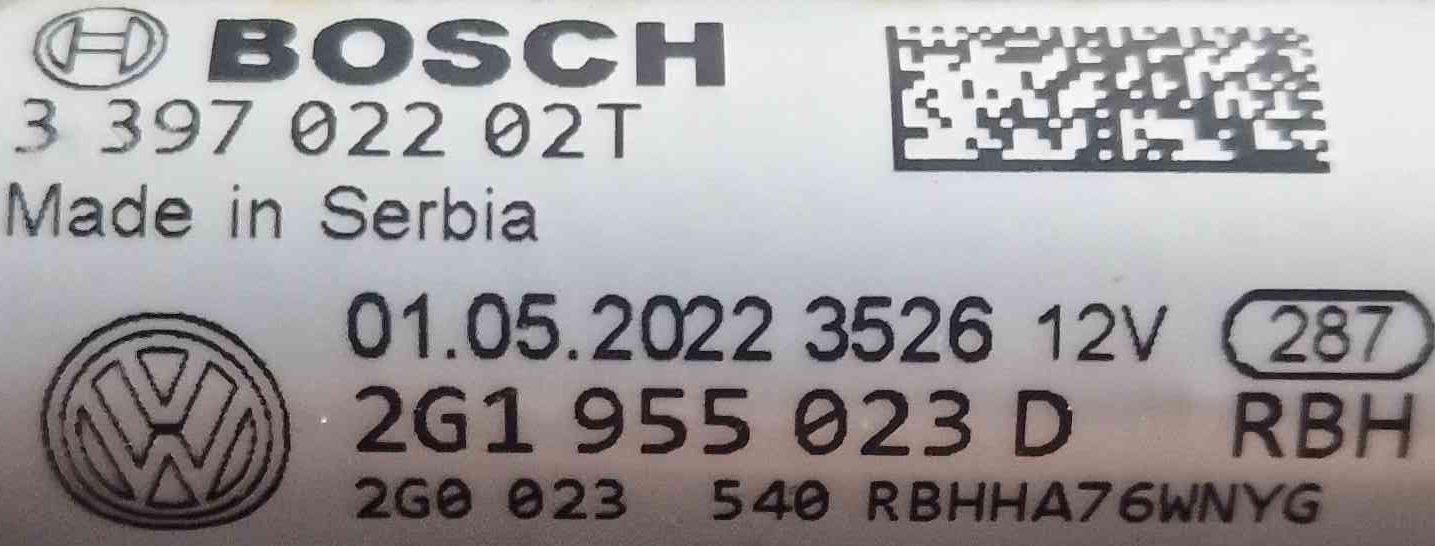 BOSCH
3 397 022 02T
Made in Serbia
01.05.2022 3526 12V 287
2G1 955 023 D RBH
2G0 023 540 RBHHA76WNYG